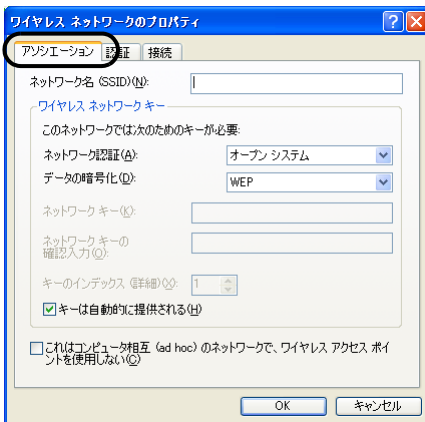 ワイヤレス ネットワークのプロパティ
アソシエーション 認証 接続
ネットワーク名 (SSID)(N):
ワイヤレス ネットワーク キー
このネットワークでは次のためのキーが必要:
ネットワーク認証(A): オープン システム
データの暗号化(D): WEP
ネットワーク キー(K):
ネットワーク キーの
確認入力(O):
キーのインデックス (詳細)(X): 1
キーは自動的に提供される(H)
これはコンピュータ相互 (ad hoc) のネットワークで、ワイヤレス アクセス ポイ
ントを使用しない(C)
OK キャンセル